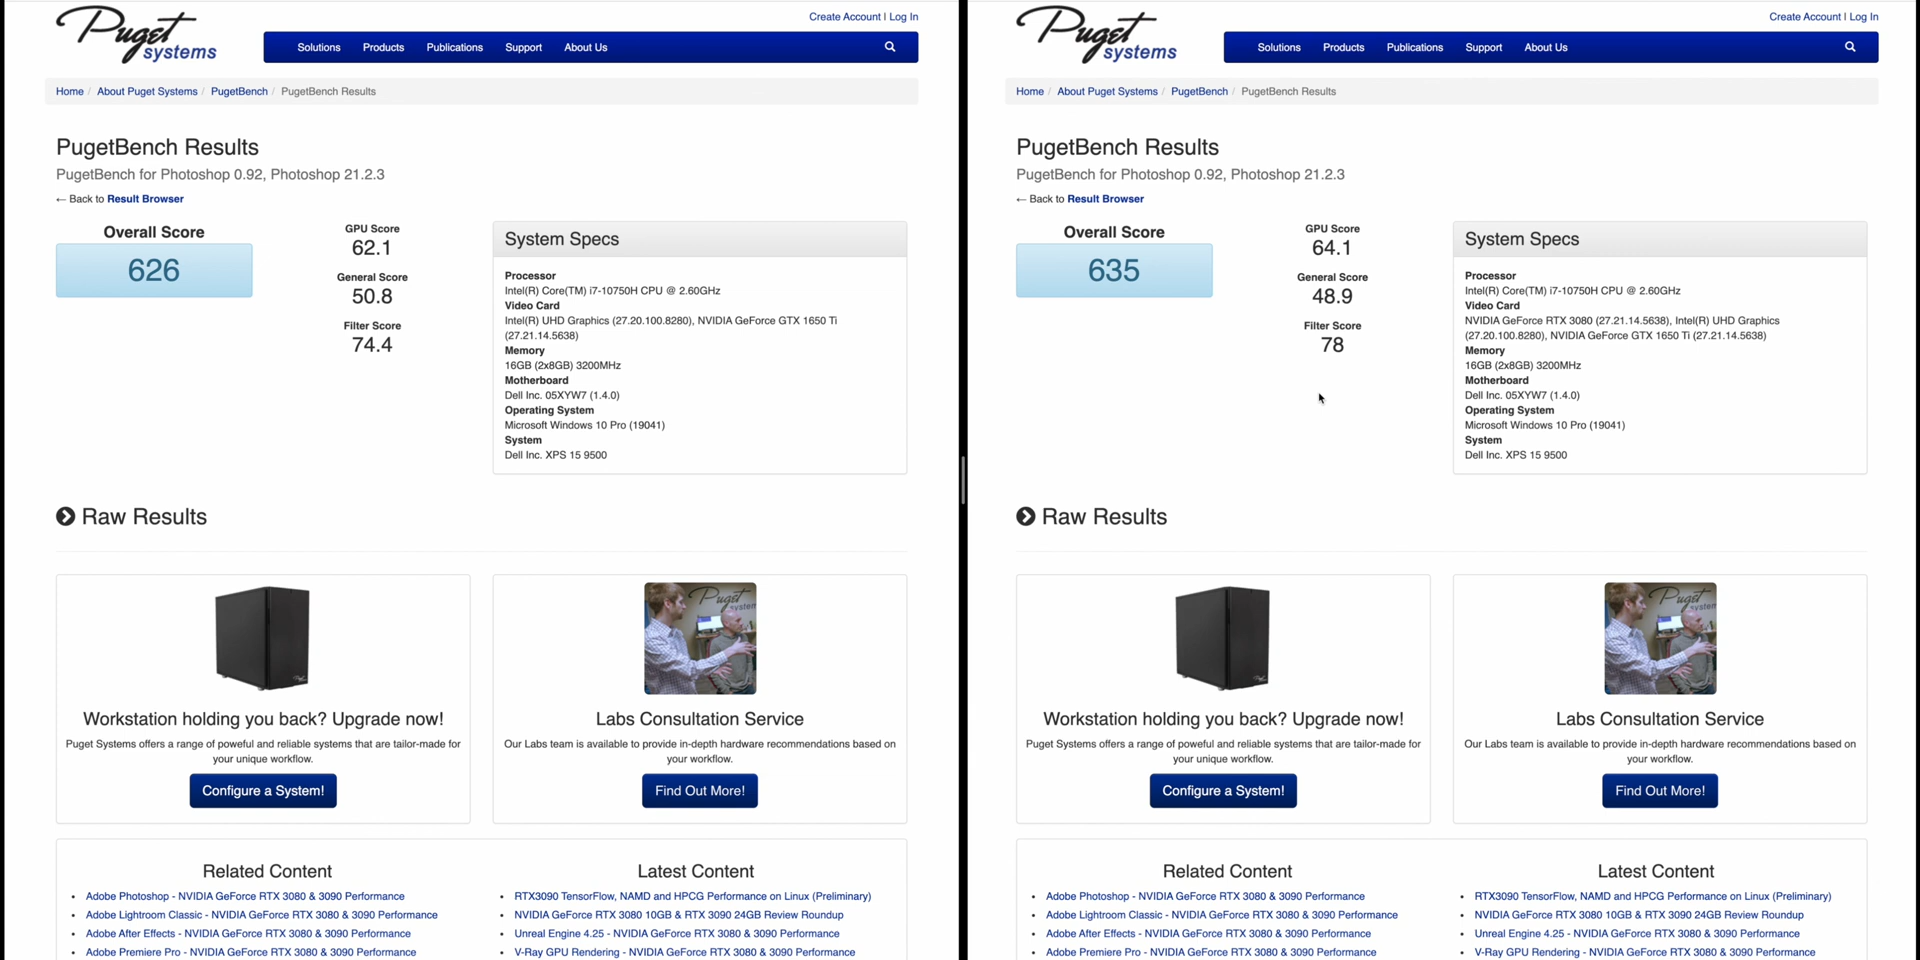 Puget systems
Create Account | Log In
Solutions Products Publications Support About Us
Home / About Puget Systems / PugetBench / PugetBench Results
PugetBench Results
PugetBench for Photoshop 0.92, Photoshop 21.2.3
← Back to Result Browser
Overall Score
626
GPU Score
62.1
General Score
50.8
Filter Score
74.4
System Specs
Processor
Intel(R) Core(TM) i7-10750H CPU @ 2.60GHz
Video Card
Intel(R) UHD Graphics (27.20.100.8280), NVIDIA GeForce GTX 1650 Ti
(27.21.14.5638)
Memory
16GB (2x8GB) 3200MHz
Motherboard
Dell Inc. 05XYW7 (1.4.0)
Operating System
Microsoft Windows 10 Pro (19041)
System
Dell Inc. XPS 15 9500
Raw Results
Puget
system
Workstation holding you back? Upgrade now!
Puget Systems offers a range of poweful and reliable systems that are tailor-made for
your unique workflow.
Configure a System!
Labs Consultation Service
Our Labs team is available to provide in-depth hardware recommendations based on
your workflow.
Find Out More!
Related Content
• Adobe Photoshop - NVIDIA GeForce RTX 3080 & 3090 Performance
• Adobe Lightroom Classic - NVIDIA GeForce RTX 3080 & 3090 Performance
• Adobe After Effects - NVIDIA GeForce RTX 3080 & 3090 Performance
• Adobe Premiere Pro - NVIDIA GeForce RTX 3080 & 3090 Performance
Latest Content
• RTX3090 TensorFlow, NAMD and HPCG Performance on Linux (Preliminary)
• NVIDIA GeForce RTX 3080 10GB & RTX 3090 24GB Review Roundup
• Unreal Engine 4.25 - NVIDIA GeForce RTX 3080 & 3090 Performance
• V-Ray GPU Rendering - NVIDIA GeForce RTX 3080 & 3090 Performance
Puget systems
Create Account | Log In
Solutions Products Publications Support About Us
Home / About Puget Systems / PugetBench / PugetBench Results
PugetBench Results
PugetBench for Photoshop 0.92, Photoshop 21.2.3
← Back to Result Browser
Overall Score
635
GPU Score
64.1
General Score
48.9
Filter Score
78
System Specs
Processor
Intel(R) Core(TM) i7-10750H CPU @ 2.60GHz
Video Card
NVIDIA GeForce RTX 3080 (27.21.14.5638), Intel(R) UHD Graphics
(27.20.100.8280), NVIDIA GeForce GTX 1650 Ti (27.21.14.5638)
Memory
16GB (2x8GB) 3200MHz
Motherboard
Dell Inc. 05XYW7 (1.4.0)
Operating System
Microsoft Windows 10 Pro (19041)
System
Dell Inc. XPS 15 9500
Raw Results
Puget
system
Workstation holding you back? Upgrade now!
Puget Systems offers a range of poweful and reliable systems that are tailor-made for
your unique workflow.
Configure a System!
Labs Consultation Service
Our Labs team is available to provide in-depth hardware recommendations based on
your workflow.
Find Out More!
Related Content
• Adobe Photoshop - NVIDIA GeForce RTX 3080 & 3090 Performance
• Adobe Lightroom Classic - NVIDIA GeForce RTX 3080 & 3090 Performance
• Adobe After Effects - NVIDIA GeForce RTX 3080 & 3090 Performance
• Adobe Premiere Pro - NVIDIA GeForce RTX 3080 & 3090 Performance
Latest Content
• RTX3090 TensorFlow, NAMD and HPCG Performance on Linux (Preliminary)
• NVIDIA GeForce RTX 3080 10GB & RTX 3090 24GB Review Roundup
• Unreal Engine 4.25 - NVIDIA GeForce RTX 3080 & 3090 Performance
• V-Ray GPU Rendering - NVIDIA GeForce RTX 3080 & 3090 Performance